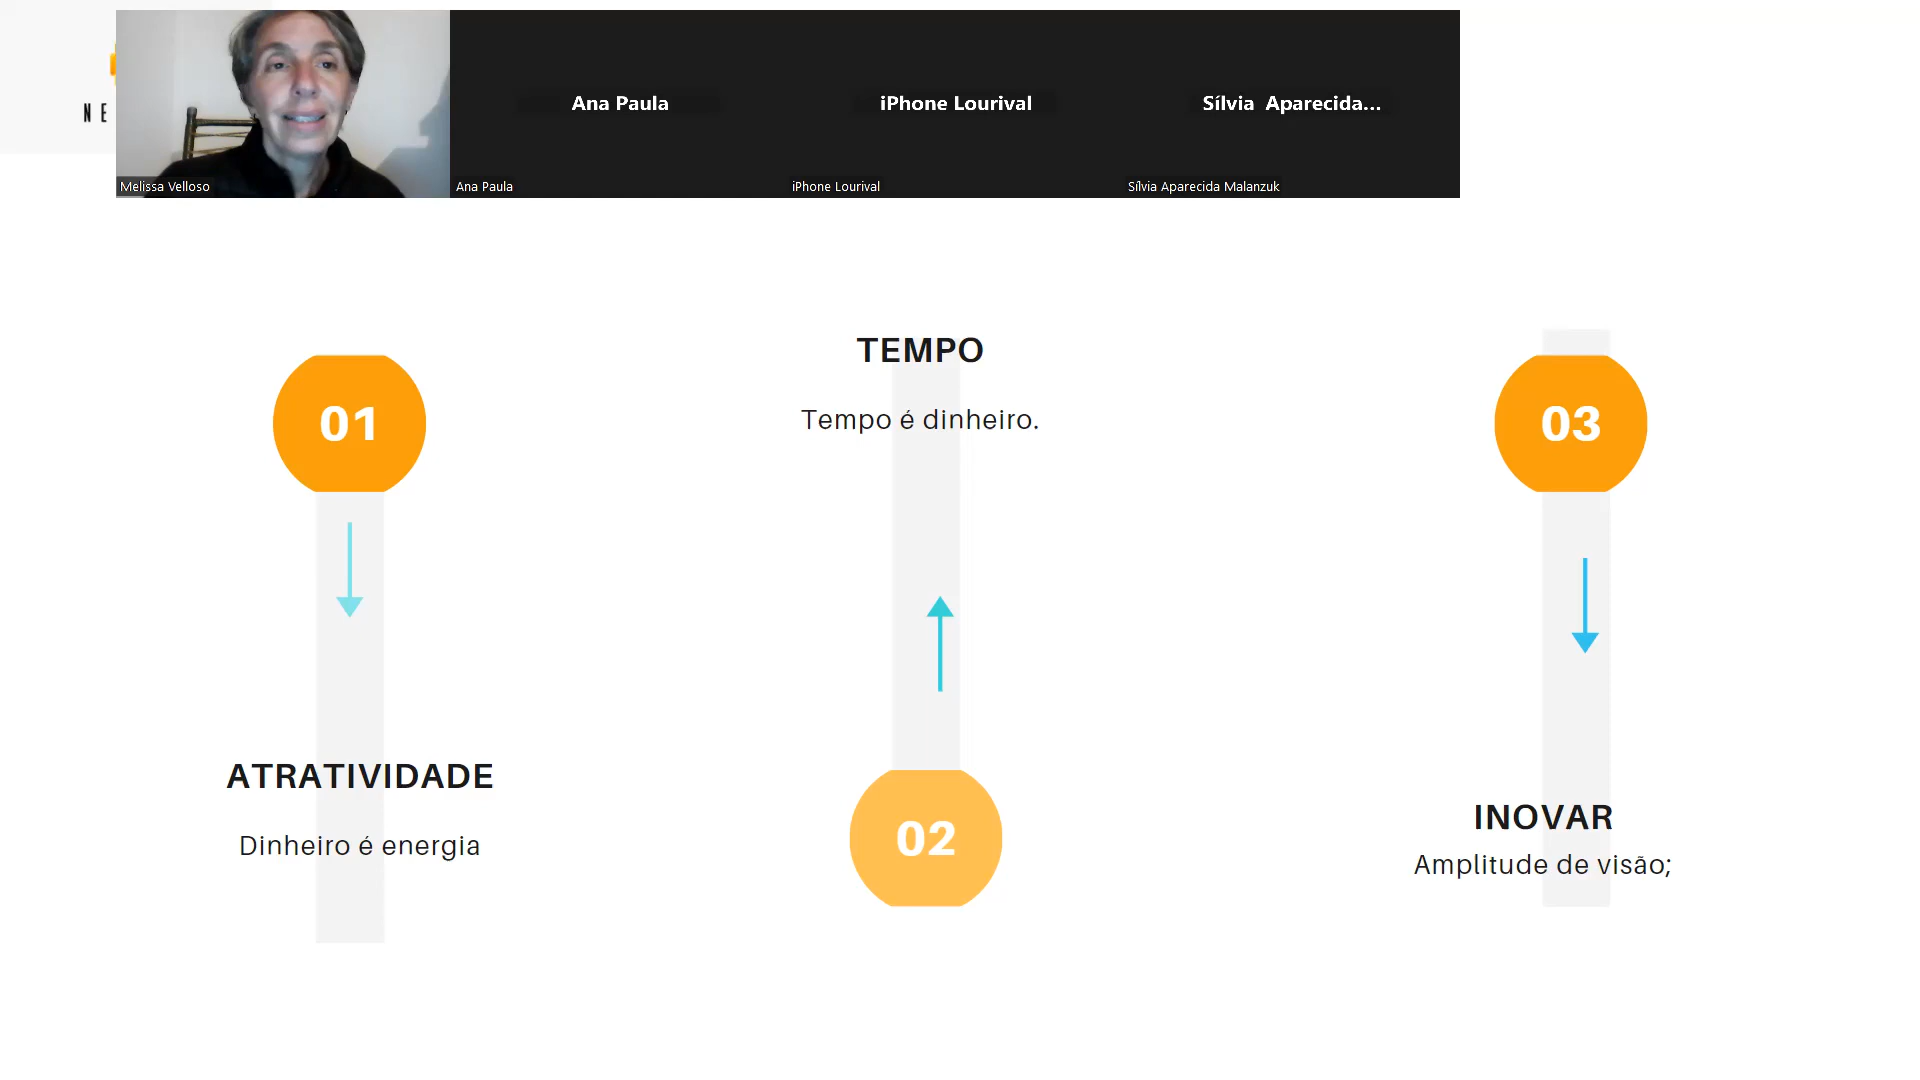 NE
Melissa Velloso
Ana Paula
Ana Paula
iPhone Lourival
iPhone Lourival
Sílvia Aparecida...
Sílvia Aparecida Malanzuk
01
ATRATIVIDADE
Dinheiro é energia
TEMPO
Tempo é dinheiro.
02
03
INOVAR
Amplitude de visão;